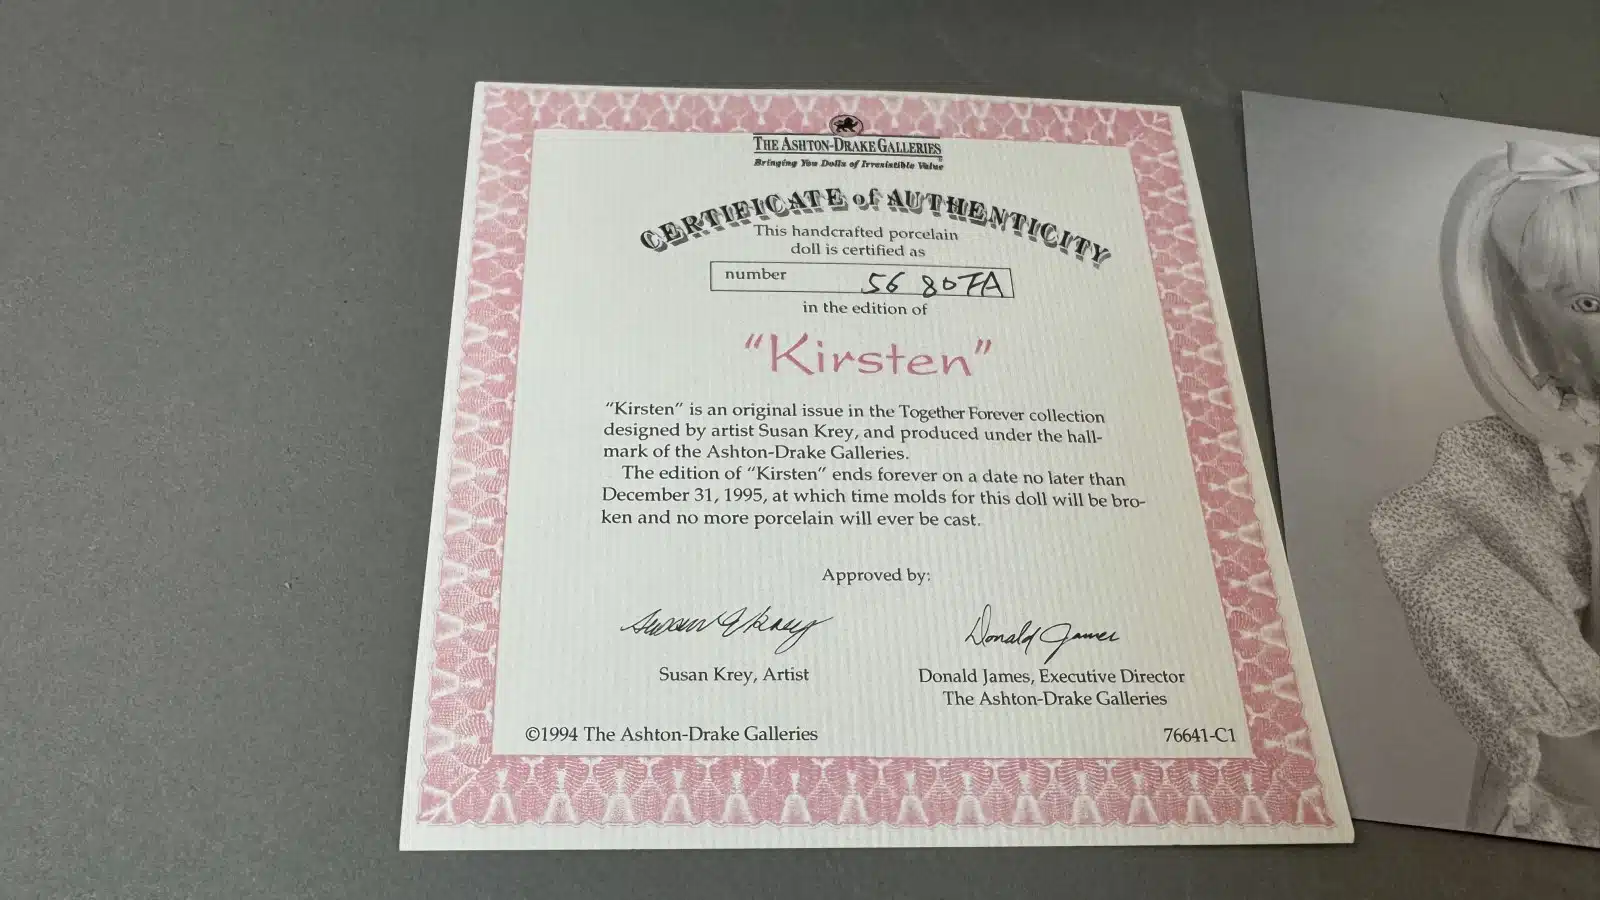 THE ASHTON-DRAKE GALLERIES
Bringing You Dolls of Irresistible Value
CERTIFICATE of AUTHENTICITY
This handcrafted porcelain
doll is certified as
number 56 807A
in the edition of
"Kirsten"
"Kirsten" is an original issue in the Together Forever collection
designed by artist Susan Krey, and produced under the hall-
mark of the Ashton-Drake Galleries.
The edition of "Kirsten" ends forever on a date no later than
December 31, 1995, at which time molds for this doll will be bro-
ken and no more porcelain will ever be cast.
Approved by:
Susan Krey Donald James
Susan Krey, Artist
Donald James, Executive Director
The Ashton-Drake Galleries
©1994 The Ashton-Drake Galleries 76641-C1